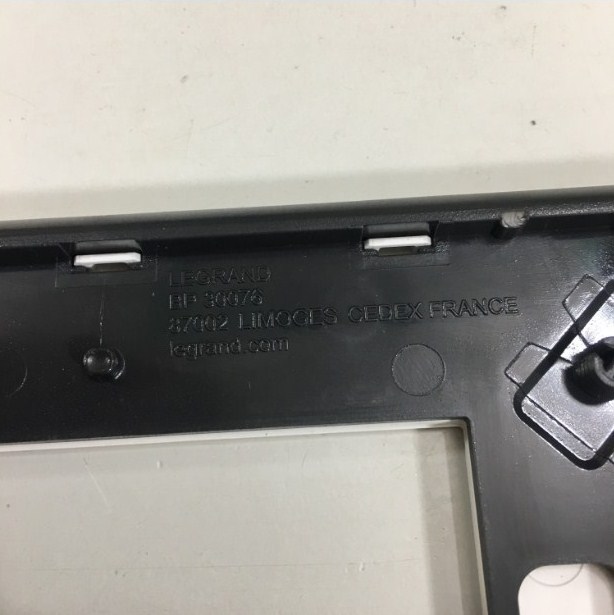 LEGRAND
BP 30076
87002 LIMOGES CEDEX FRANCE
legrand.com